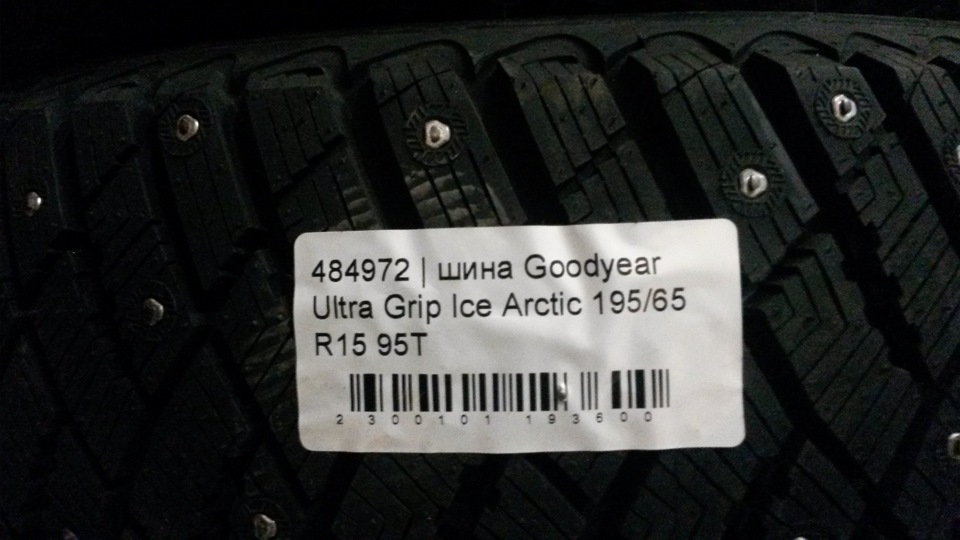 484972 | шина Goodyear
Ultra Grip Ice Arctic 195/65
R15 95T
2 300101 193600